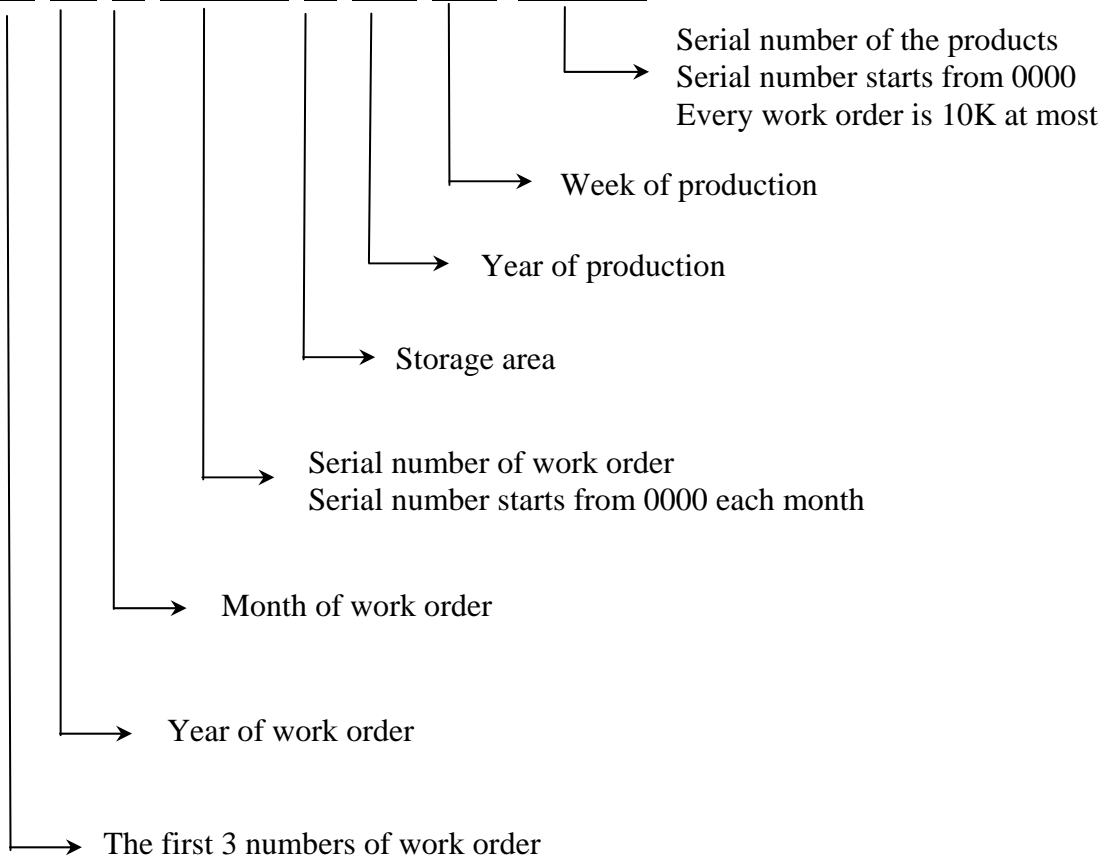 Serial number of the products
Serial number starts from 0000
Every work order is 10K at most
Week of production
Year of production
Storage area
Serial number of work order
Serial number starts from 0000 each month
Month of work order
Year of work order
The first 3 numbers of work order